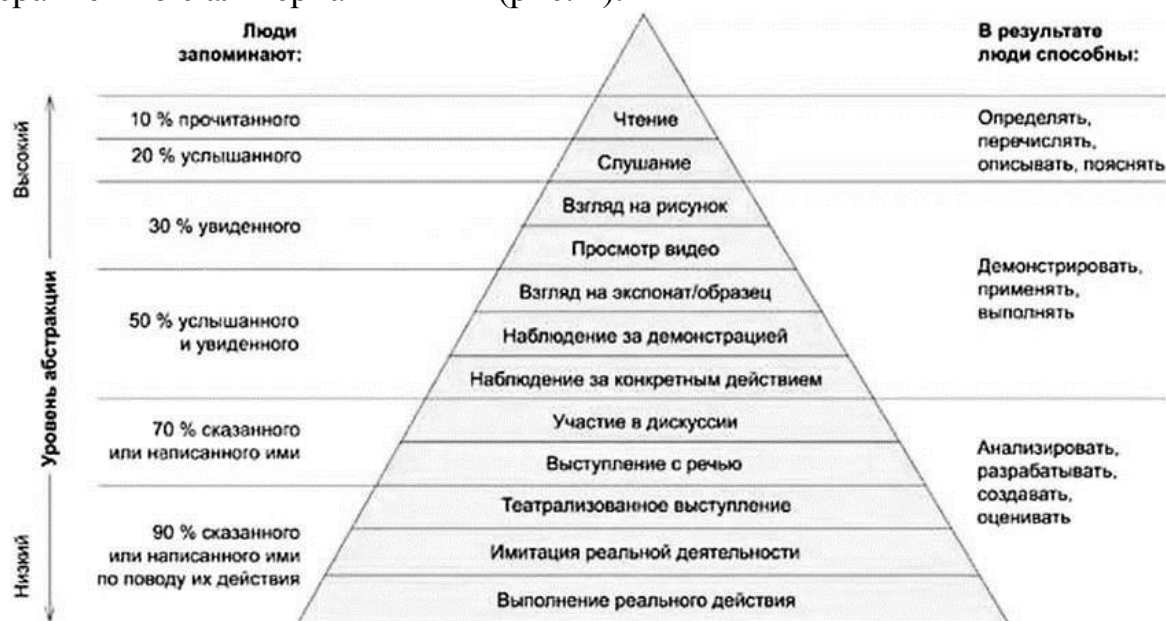 Люди
запоминают:
В результате
люди способны:
Высокий
Уровень абстракции
Низкий
10 % прочитанного
Чтение
Определять,
перечислять,
описывать, пояснять
20 % услышанного
Слушание
30 % увиденного
Взгляд на рисунок
Просмотр видео
Демонстрировать,
применять,
выполнять
50 % услышанного
и увиденного
Взгляд на экспонат/образец
Наблюдение за демонстрацией
Наблюдение за конкретным действием
70 % сказанного
или написанного ими
Участие в дискуссии
Выступление с речью
Анализировать,
разрабатывать,
создавать,
оценивать
90 % сказанного
или написанного ими
по поводу их действия
Театрализованное выступление
Имитация реальной деятельности
Выполнение реального действия